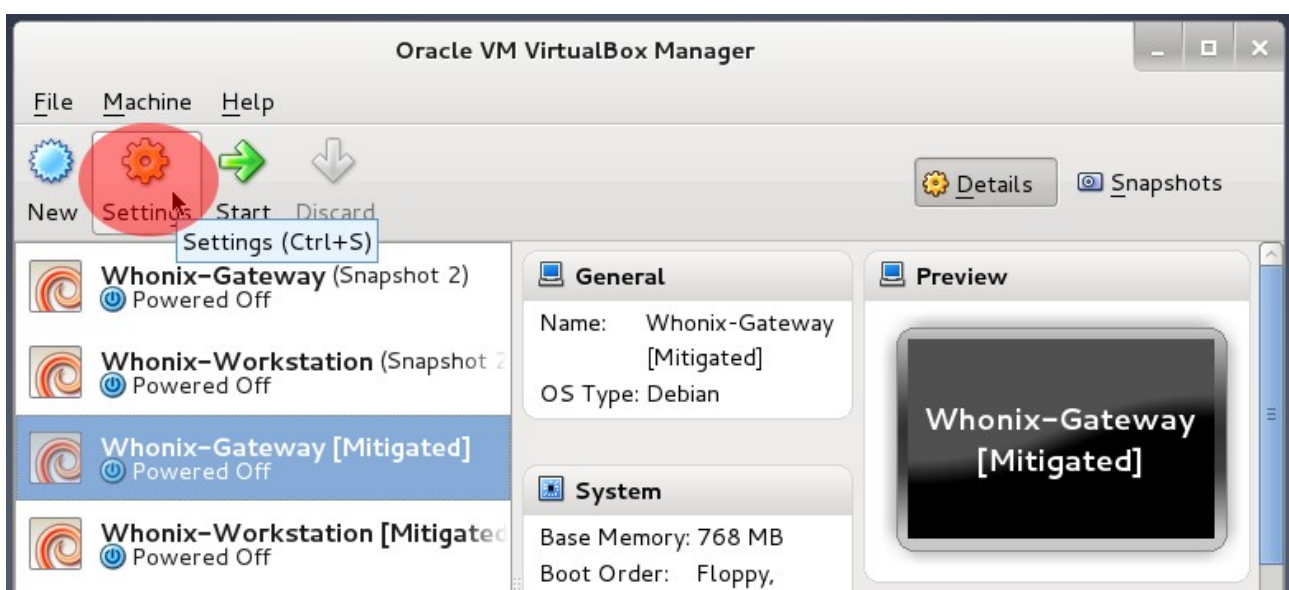 Oracle VM VirtualBox Manager
File Machine Help
New Settings Start Discard
Details Snapshots
Settings (Ctrl+S)
Whonix-Gateway (Snapshot 2)
Powered Off
Whonix-Workstation (Snapshot 2
Powered Off
Whonix-Gateway [Mitigated]
Powered Off
Whonix-Workstation [Mitigated
Powered Off
General
Name: Whonix-Gateway
[Mitigated]
OS Type: Debian
System
Base Memory: 768 MB
Boot Order: Floppy,
Preview
Whonix-Gateway
[Mitigated]